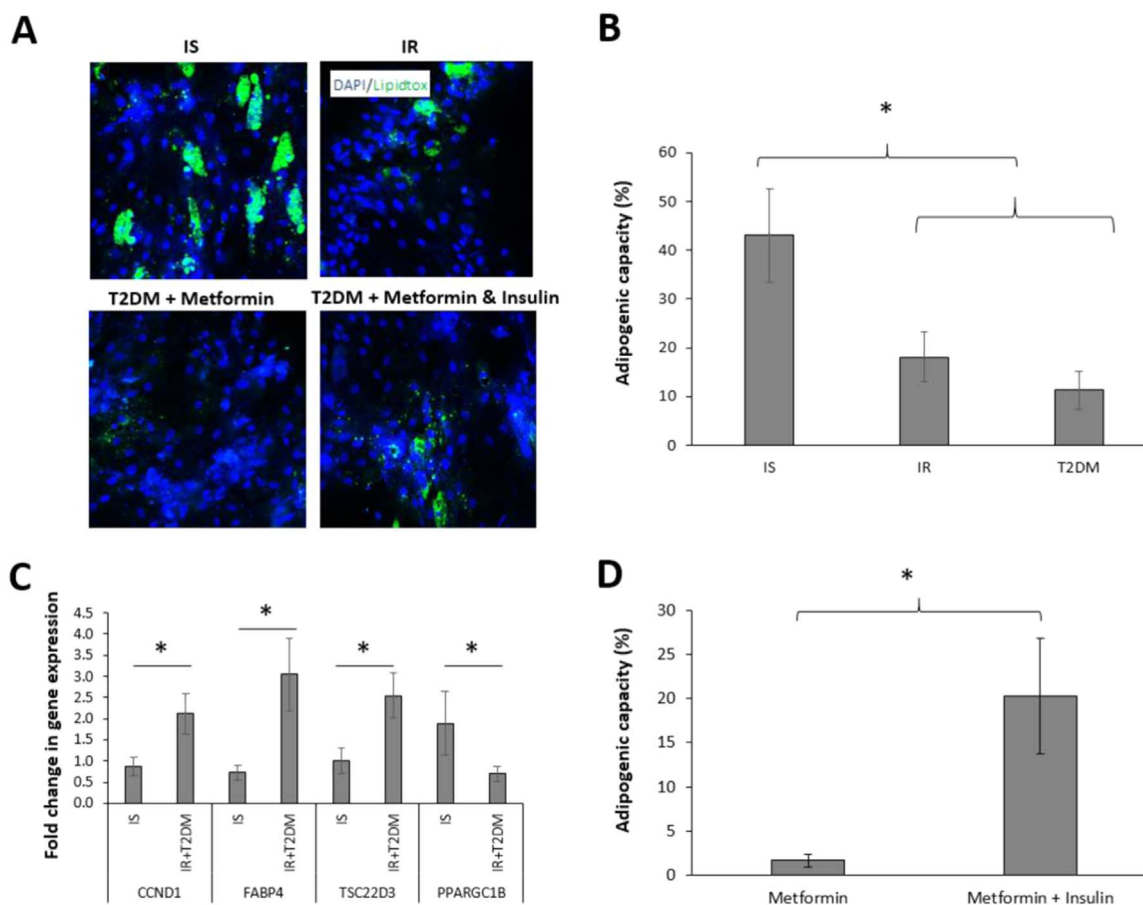 A
IS
IR
DAPI/Lipidtox
T2DM + Metformin
T2DM + Metformin & Insulin
B
*
Adipogenic capacity (%)
60
50
40
30
20
10
0
IS
IR
T2DM
C
Fold change in gene expression
4.5
4.0
3.5
3.0
2.5
2.0
1.5
1.0
0.5
0.0
*
*
*
*
IS
IR+T2DM
IS
IR+T2DM
IS
IR+T2DM
IS
IR+T2DM
CCND1
FABP4
TSC22D3
PPARGC1B
D
*
Adipogenic capacity (%)
30
25
20
15
10
5
0
Metformin
Metformin + Insulin